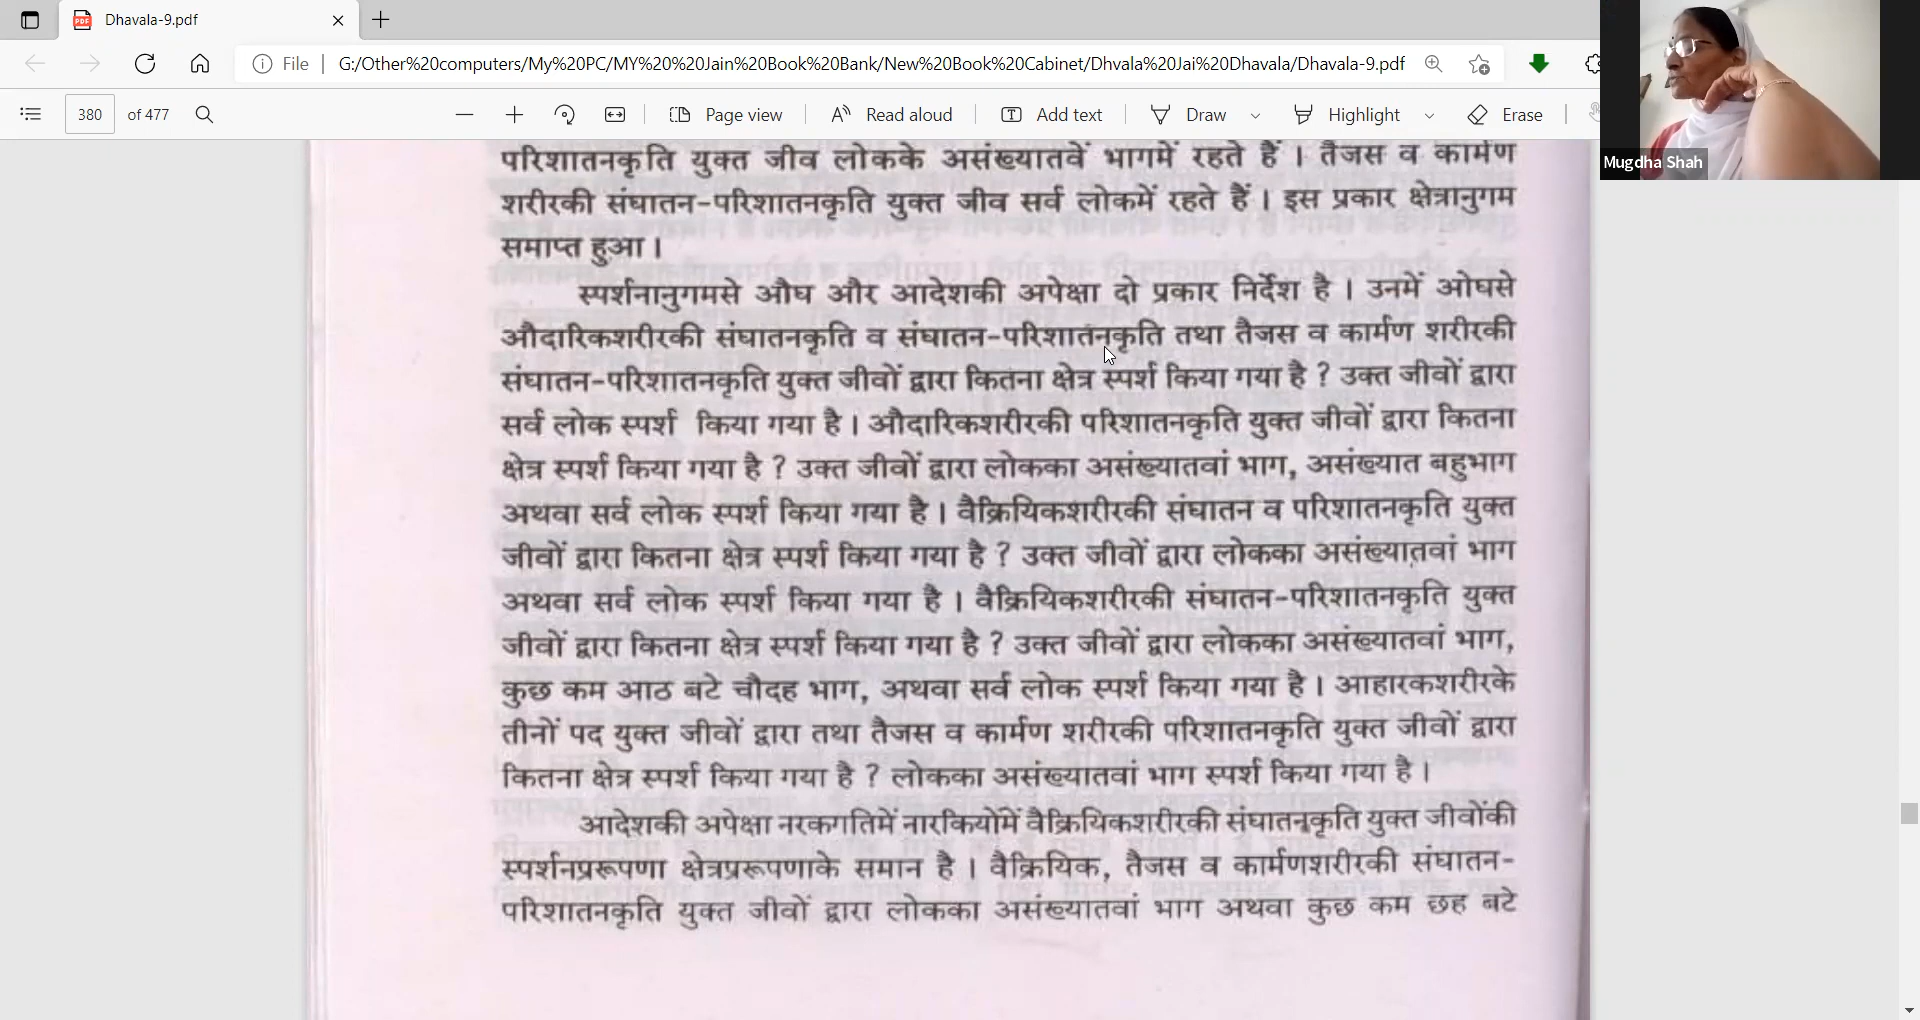 Dhavala-9.pdf
File G:/Other%20computers/My%20PC/MY%20%20Jain%20Book%20Bank/New%20Book%20Cabinet/Dhvala%20Jai%20Dhavala/Dhavala-9.pdf
380 of 477 Page view Read aloud Add text Draw Highlight Erase
Mugdha Shah
परिशातनकृति युक्त जीव लोकके असंख्यातवें भागमें रहते हैं । तैजस व कार्मण
शरीरकी संघातन-परिशातनकृति युक्त जीव सर्व लोकमें रहते हैं । इस प्रकार क्षेत्रानुगम
समाप्त हुआ ।
स्पर्शनानुगमसे औघ और आदेशकी अपेक्षा दो प्रकार निर्देश है । उनमें ओघसे
औदारिकशरीरकी संघातनकृति व संघातन-परिशातनकृति तथा तैजस व कार्मण शरीरकी
संघातन-परिशातनकृति युक्त जीवों द्वारा कितना क्षेत्र स्पर्श किया गया है ? उक्त जीवों द्वारा
सर्व लोक स्पर्श किया गया है । औदारिकशरीरकी परिशातनकृति युक्त जीवों द्वारा कितना
क्षेत्र स्पर्श किया गया है ? उक्त जीवों द्वारा लोकका असंख्यातवां भाग, असंख्यात बहुभाग
अथवा सर्व लोक स्पर्श किया गया है । वैक्रियिकशरीरकी संघातन व परिशातनकृति युक्त
जीवों द्वारा कितना क्षेत्र स्पर्श किया गया है ? उक्त जीवों द्वारा लोकका असंख्यातवां भाग
अथवा सर्व लोक स्पर्श किया गया है । वैक्रियिकशरीरकी संघातन-परिशातनकृति युक्त
जीवों द्वारा कितना क्षेत्र स्पर्श किया गया है ? उक्त जीवों द्वारा लोकका असंख्यातवां भाग,
कुछ कम आठ बटे चौदह भाग, अथवा सर्व लोक स्पर्श किया गया है । आहारकशरीरके
तीनों पद युक्त जीवों द्वारा तथा तैजस व कार्मण शरीरकी परिशातनकृति युक्त जीवों द्वारा
कितना क्षेत्र स्पर्श किया गया है ? लोकका असंख्यातवां भाग स्पर्श किया गया है ।
आदेशकी अपेक्षा नरकगतिमें नारकियोंमें वैक्रियिकशरीरकी संघातनकृति युक्त जीवोंकी
स्पर्शनप्ररूपणा क्षेत्रप्ररूपणाके समान है । वैक्रियिक, तैजस व कार्मणशरीरकी संघातन-
परिशातनकृति युक्त जीवों द्वारा लोकका असंख्यातवां भाग अथवा कुछ कम छह बटे